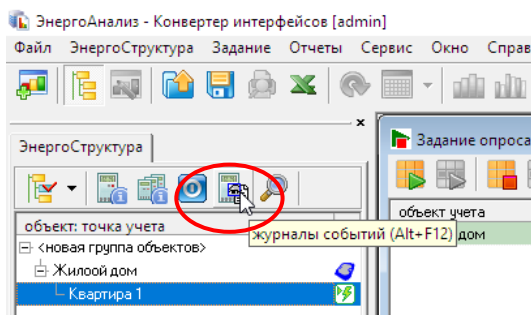 ЭнергоАнализ - Конвертер интерфейсов [admin]
Файл ЭнергоСтруктура Задание Отчеты Сервис Окно Справ
ЭнергоСтруктура
Задание опроса
объект: точка учета
объект учета
журналы событий (Alt+F12)
дом
<новая группа объектов>
Жилоой дом
Квартира 1